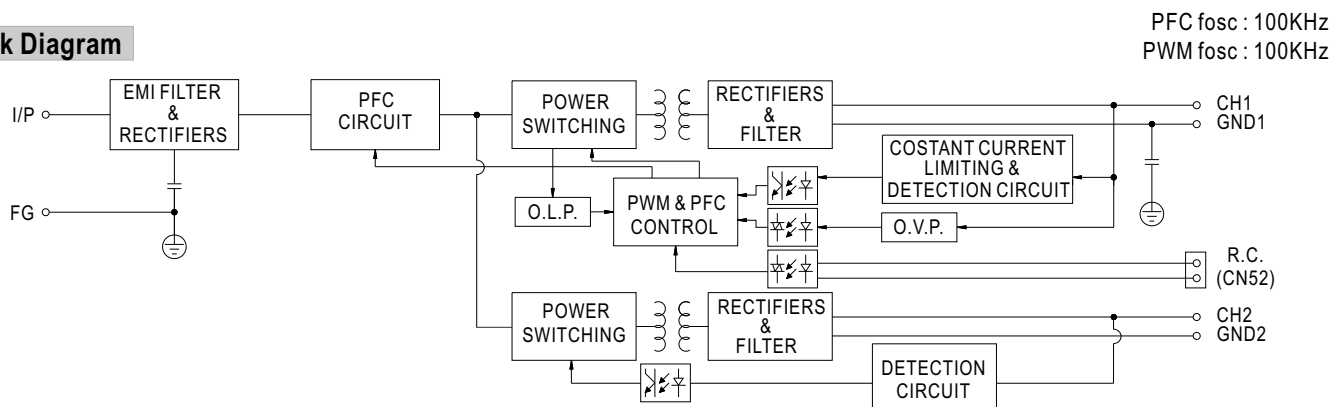 k Diagram
PFC fosc : 100KHz
PWM fosc : 100KHz
I/P
EMI FILTER
&
RECTIFIERS
PFC
CIRCUIT
POWER
SWITCHING
RECTIFIERS
&
FILTER
CH1
GND1
COSTANT CURRENT
LIMITING &
DETECTION CIRCUIT
FG
O.L.P.
PWM & PFC
CONTROL
O.V.P.
R.C.
(CN52)
POWER
SWITCHING
RECTIFIERS
&
FILTER
CH2
GND2
DETECTION
CIRCUIT